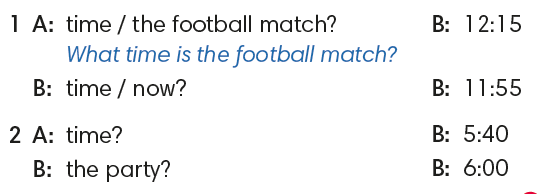 1 A: time / the football match? B: 12:15
What time is the football match?
B: time / now? B: 11:55
2 A: time? B: 5:40
B: the party? B: 6:00